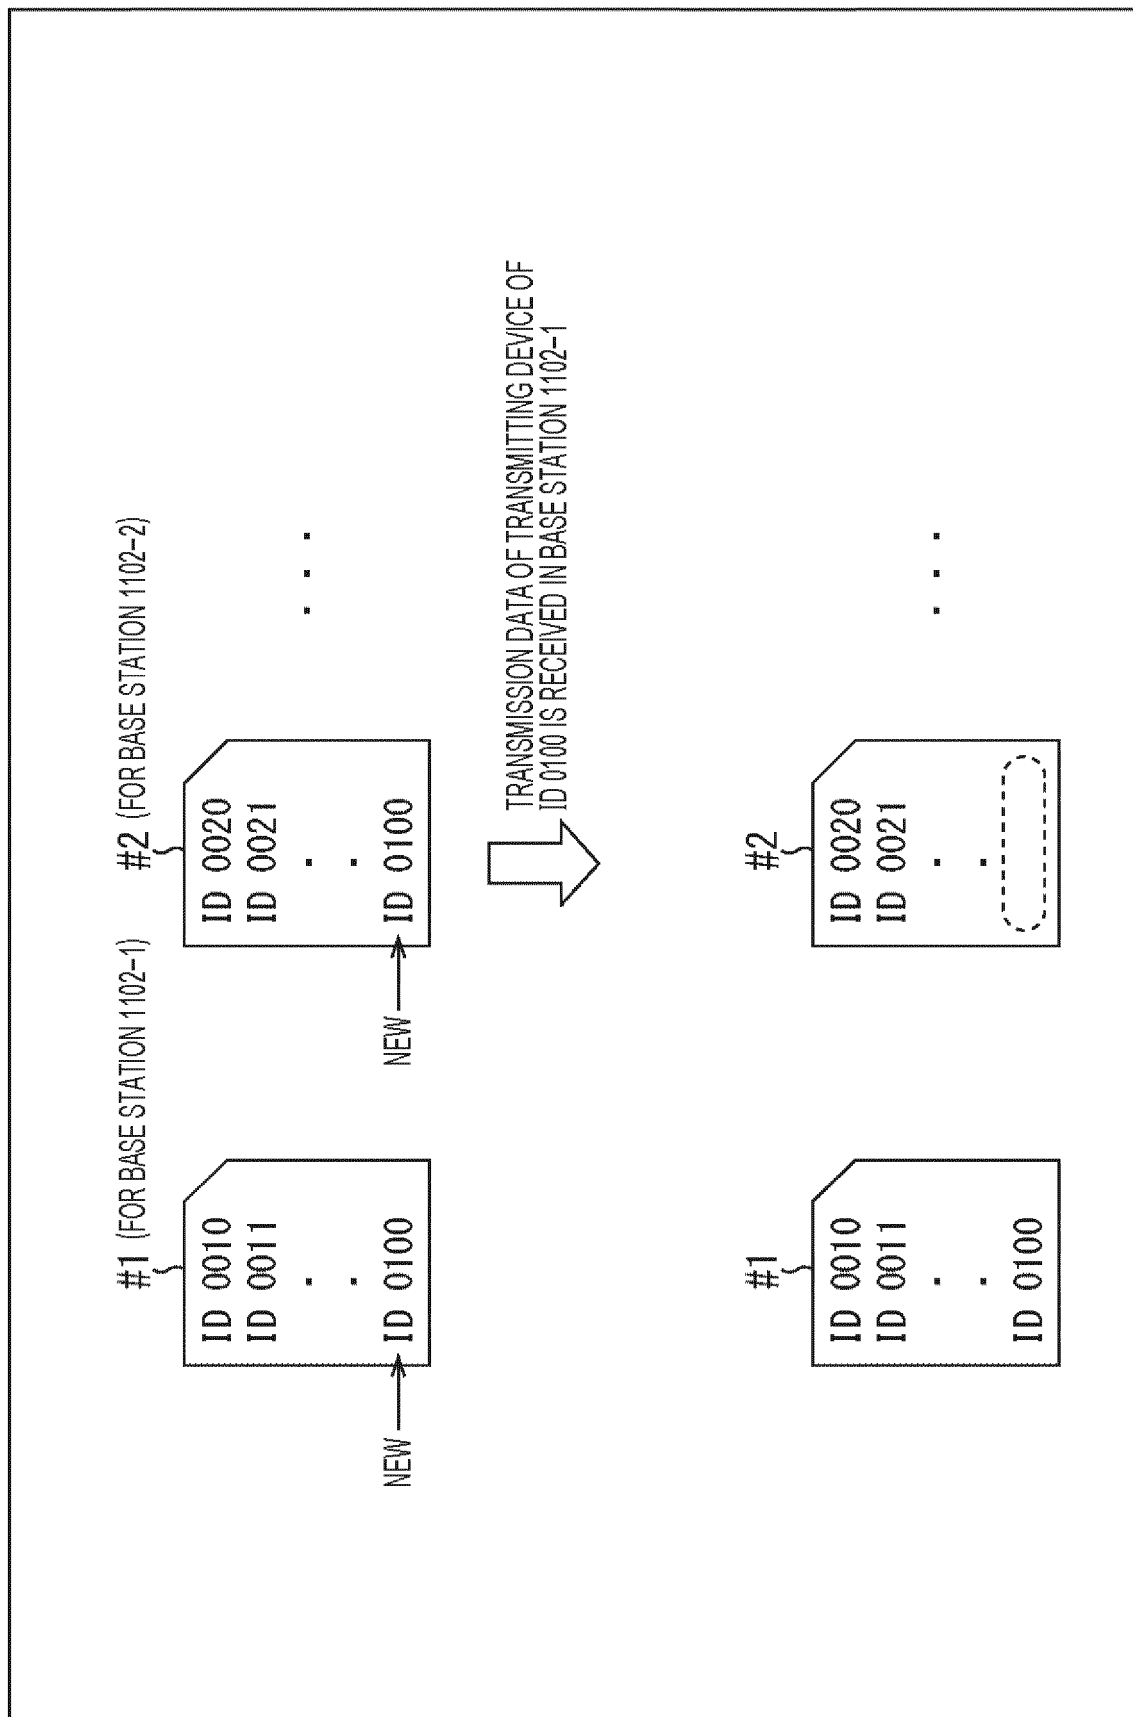 #1 (FOR BASE STATION 1102-1)
ID 0010
ID 0011
.
.
NEW
ID 0100
#2 (FOR BASE STATION 1102-2)
ID 0020
ID 0021
.
.
NEW
ID 0100
. . .
TRANSMISSION DATA OF TRANSMITTING DEVICE OF
ID 0100 IS RECEIVED IN BASE STATION 1102-1
#1
ID 0010
ID 0011
.
.
ID 0100
#2
ID 0020
ID 0021
.
.
. . .